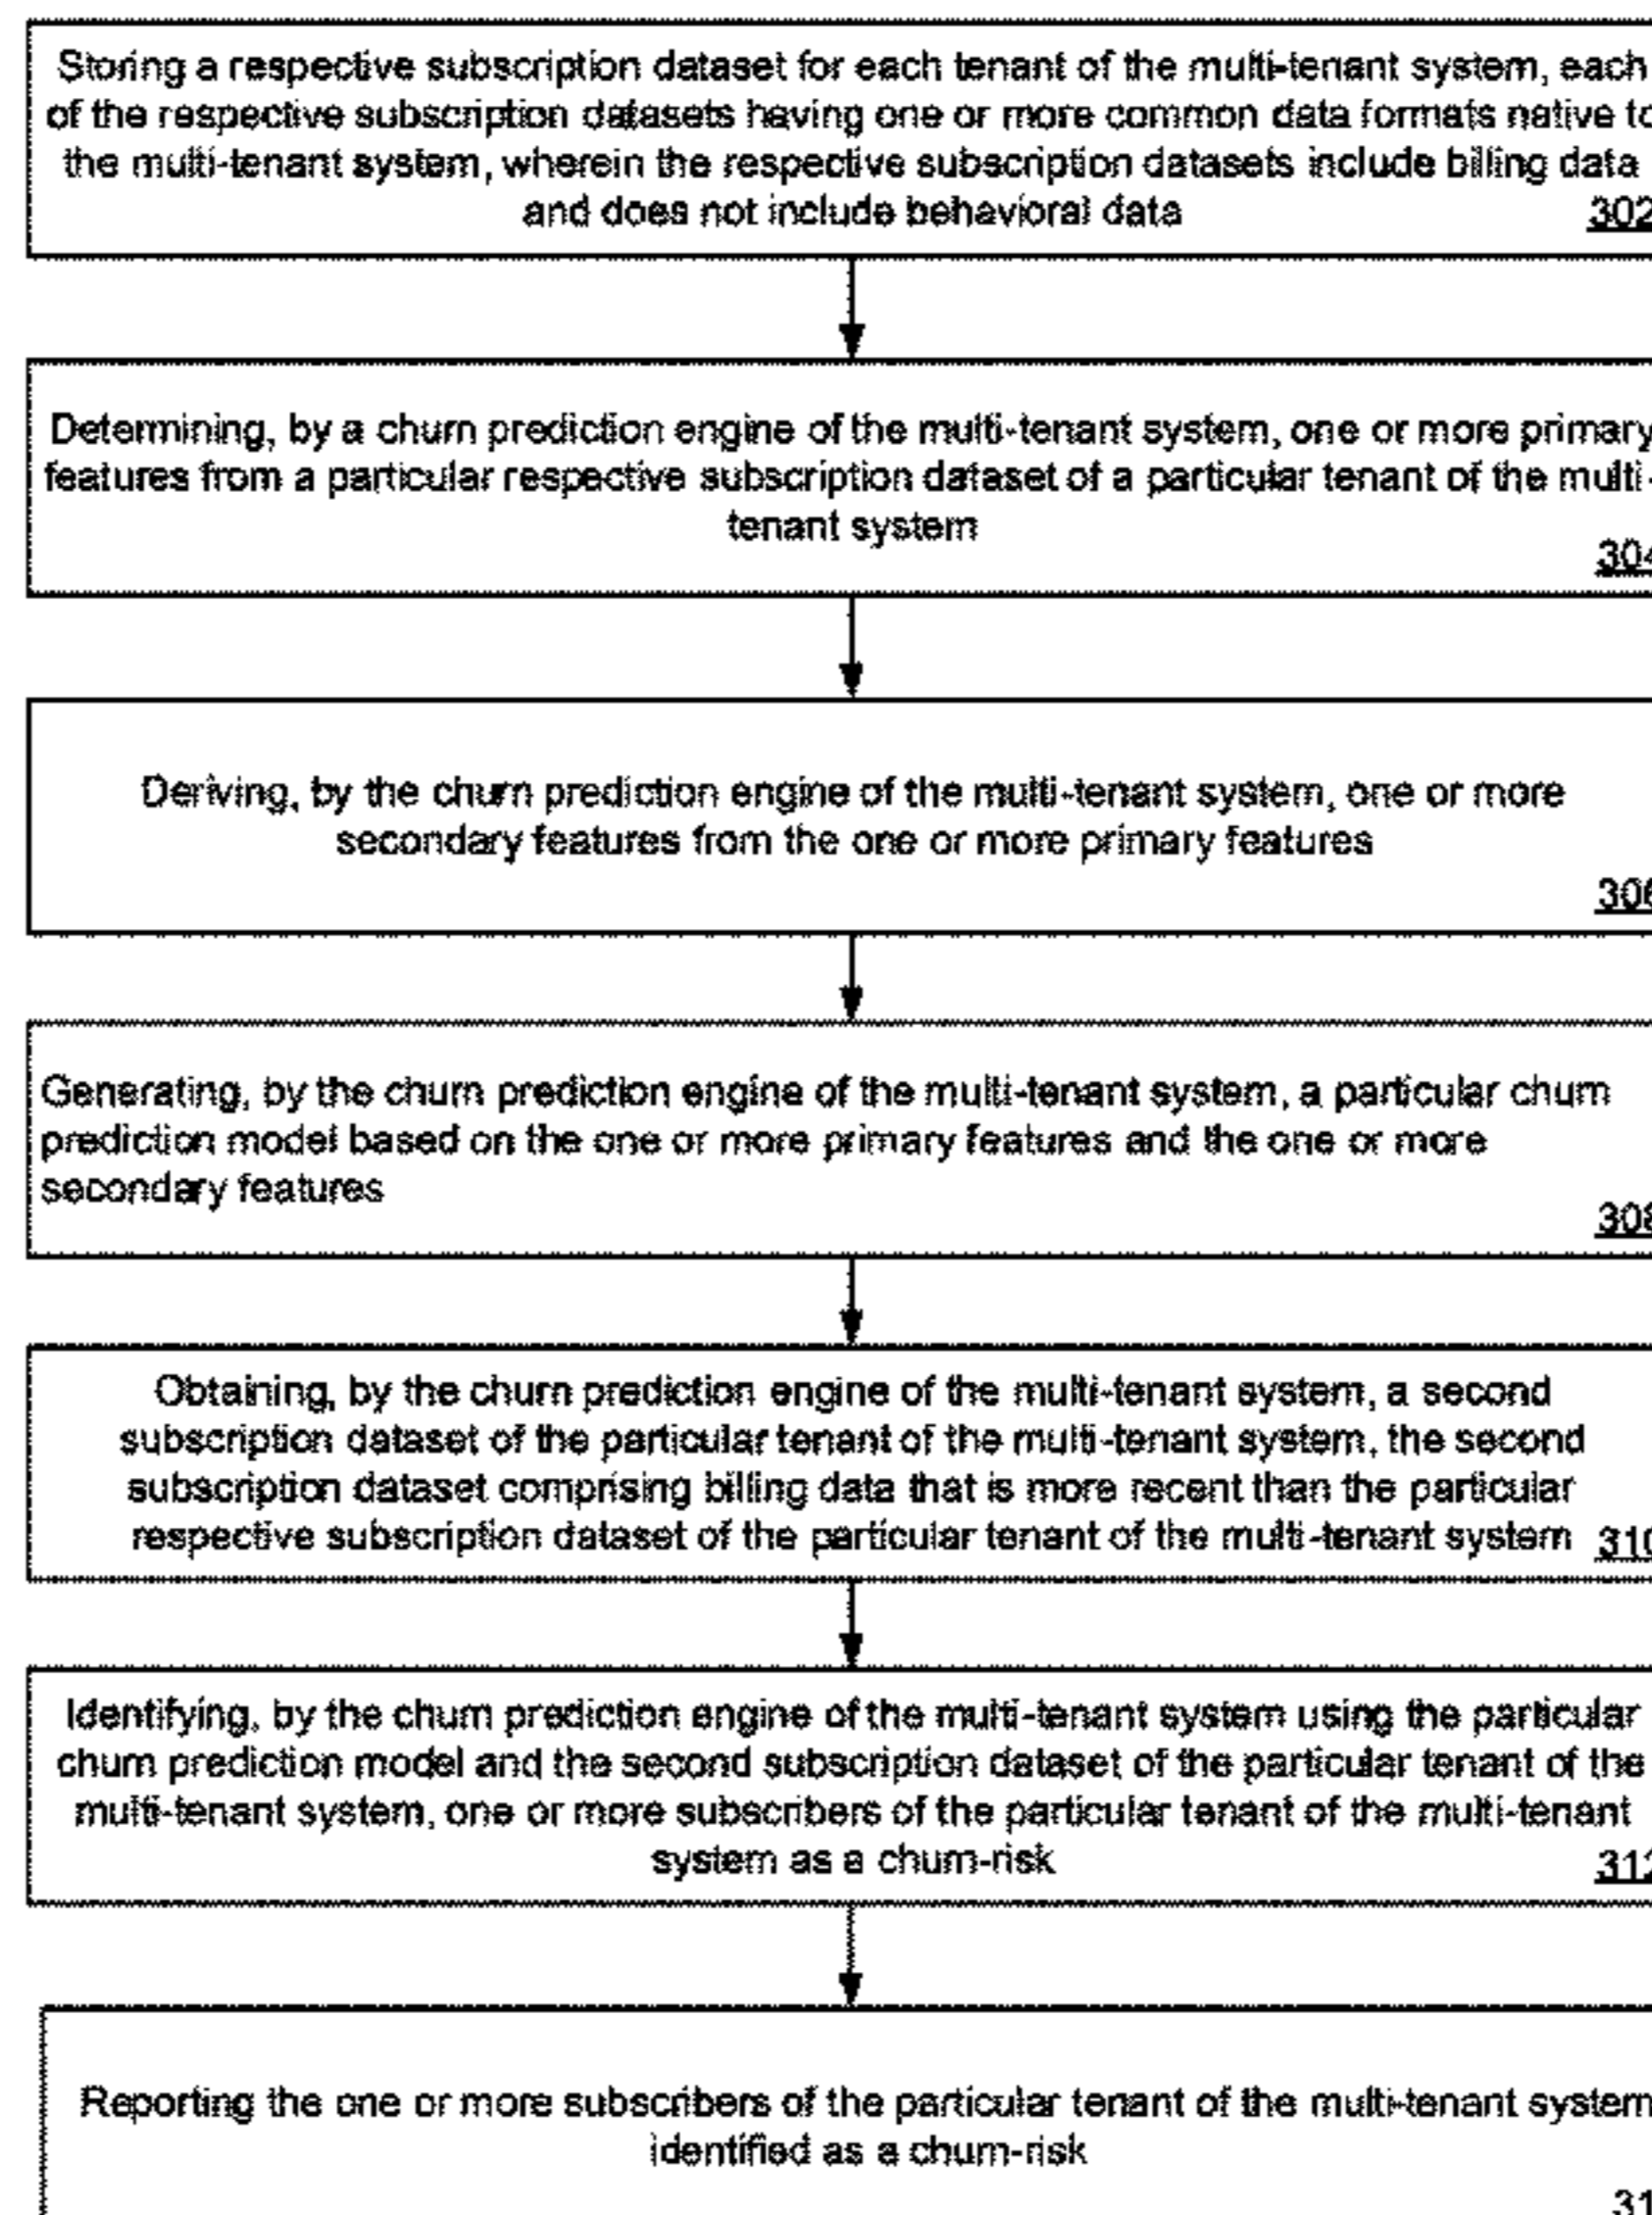 Storing a respective subscription dataset for each tenant of the multi-tenant system, each
of the respective subscription datasets having one or more common data formats native to
the multi-tenant system, wherein the respective subscription datasets include billing data
and does not include behavioral data
302
Determining, by a churn prediction engine of the multi-tenant system, one or more primary
features from a particular respective subscription dataset of a particular tenant of the multi-
tenant system
304
Deriving, by the churn prediction engine of the multi-tenant system, one or more
secondary features from the one or more primary features
306
Generating, by the churn prediction engine of the multi-tenant system, a particular churn
prediction model based on the one or more primary features and the one or more
secondary features
308
Obtaining, by the churn prediction engine of the multi-tenant system, a second
subscription dataset of the particular tenant of the multi-tenant system, the second
subscription dataset comprising billing data that is more recent than the particular
respective subscription dataset of the particular tenant of the multi-tenant system
310
Identifying, by the churn prediction engine of the multi-tenant system using the particular
churn prediction model and the second subscription dataset of the particular tenant of the
multi-tenant system, one or more subscribers of the particular tenant of the multi-tenant
system as a churn-risk
312
Reporting the one or more subscribers of the particular tenant of the multi-tenant system
identified as a churn-risk
31